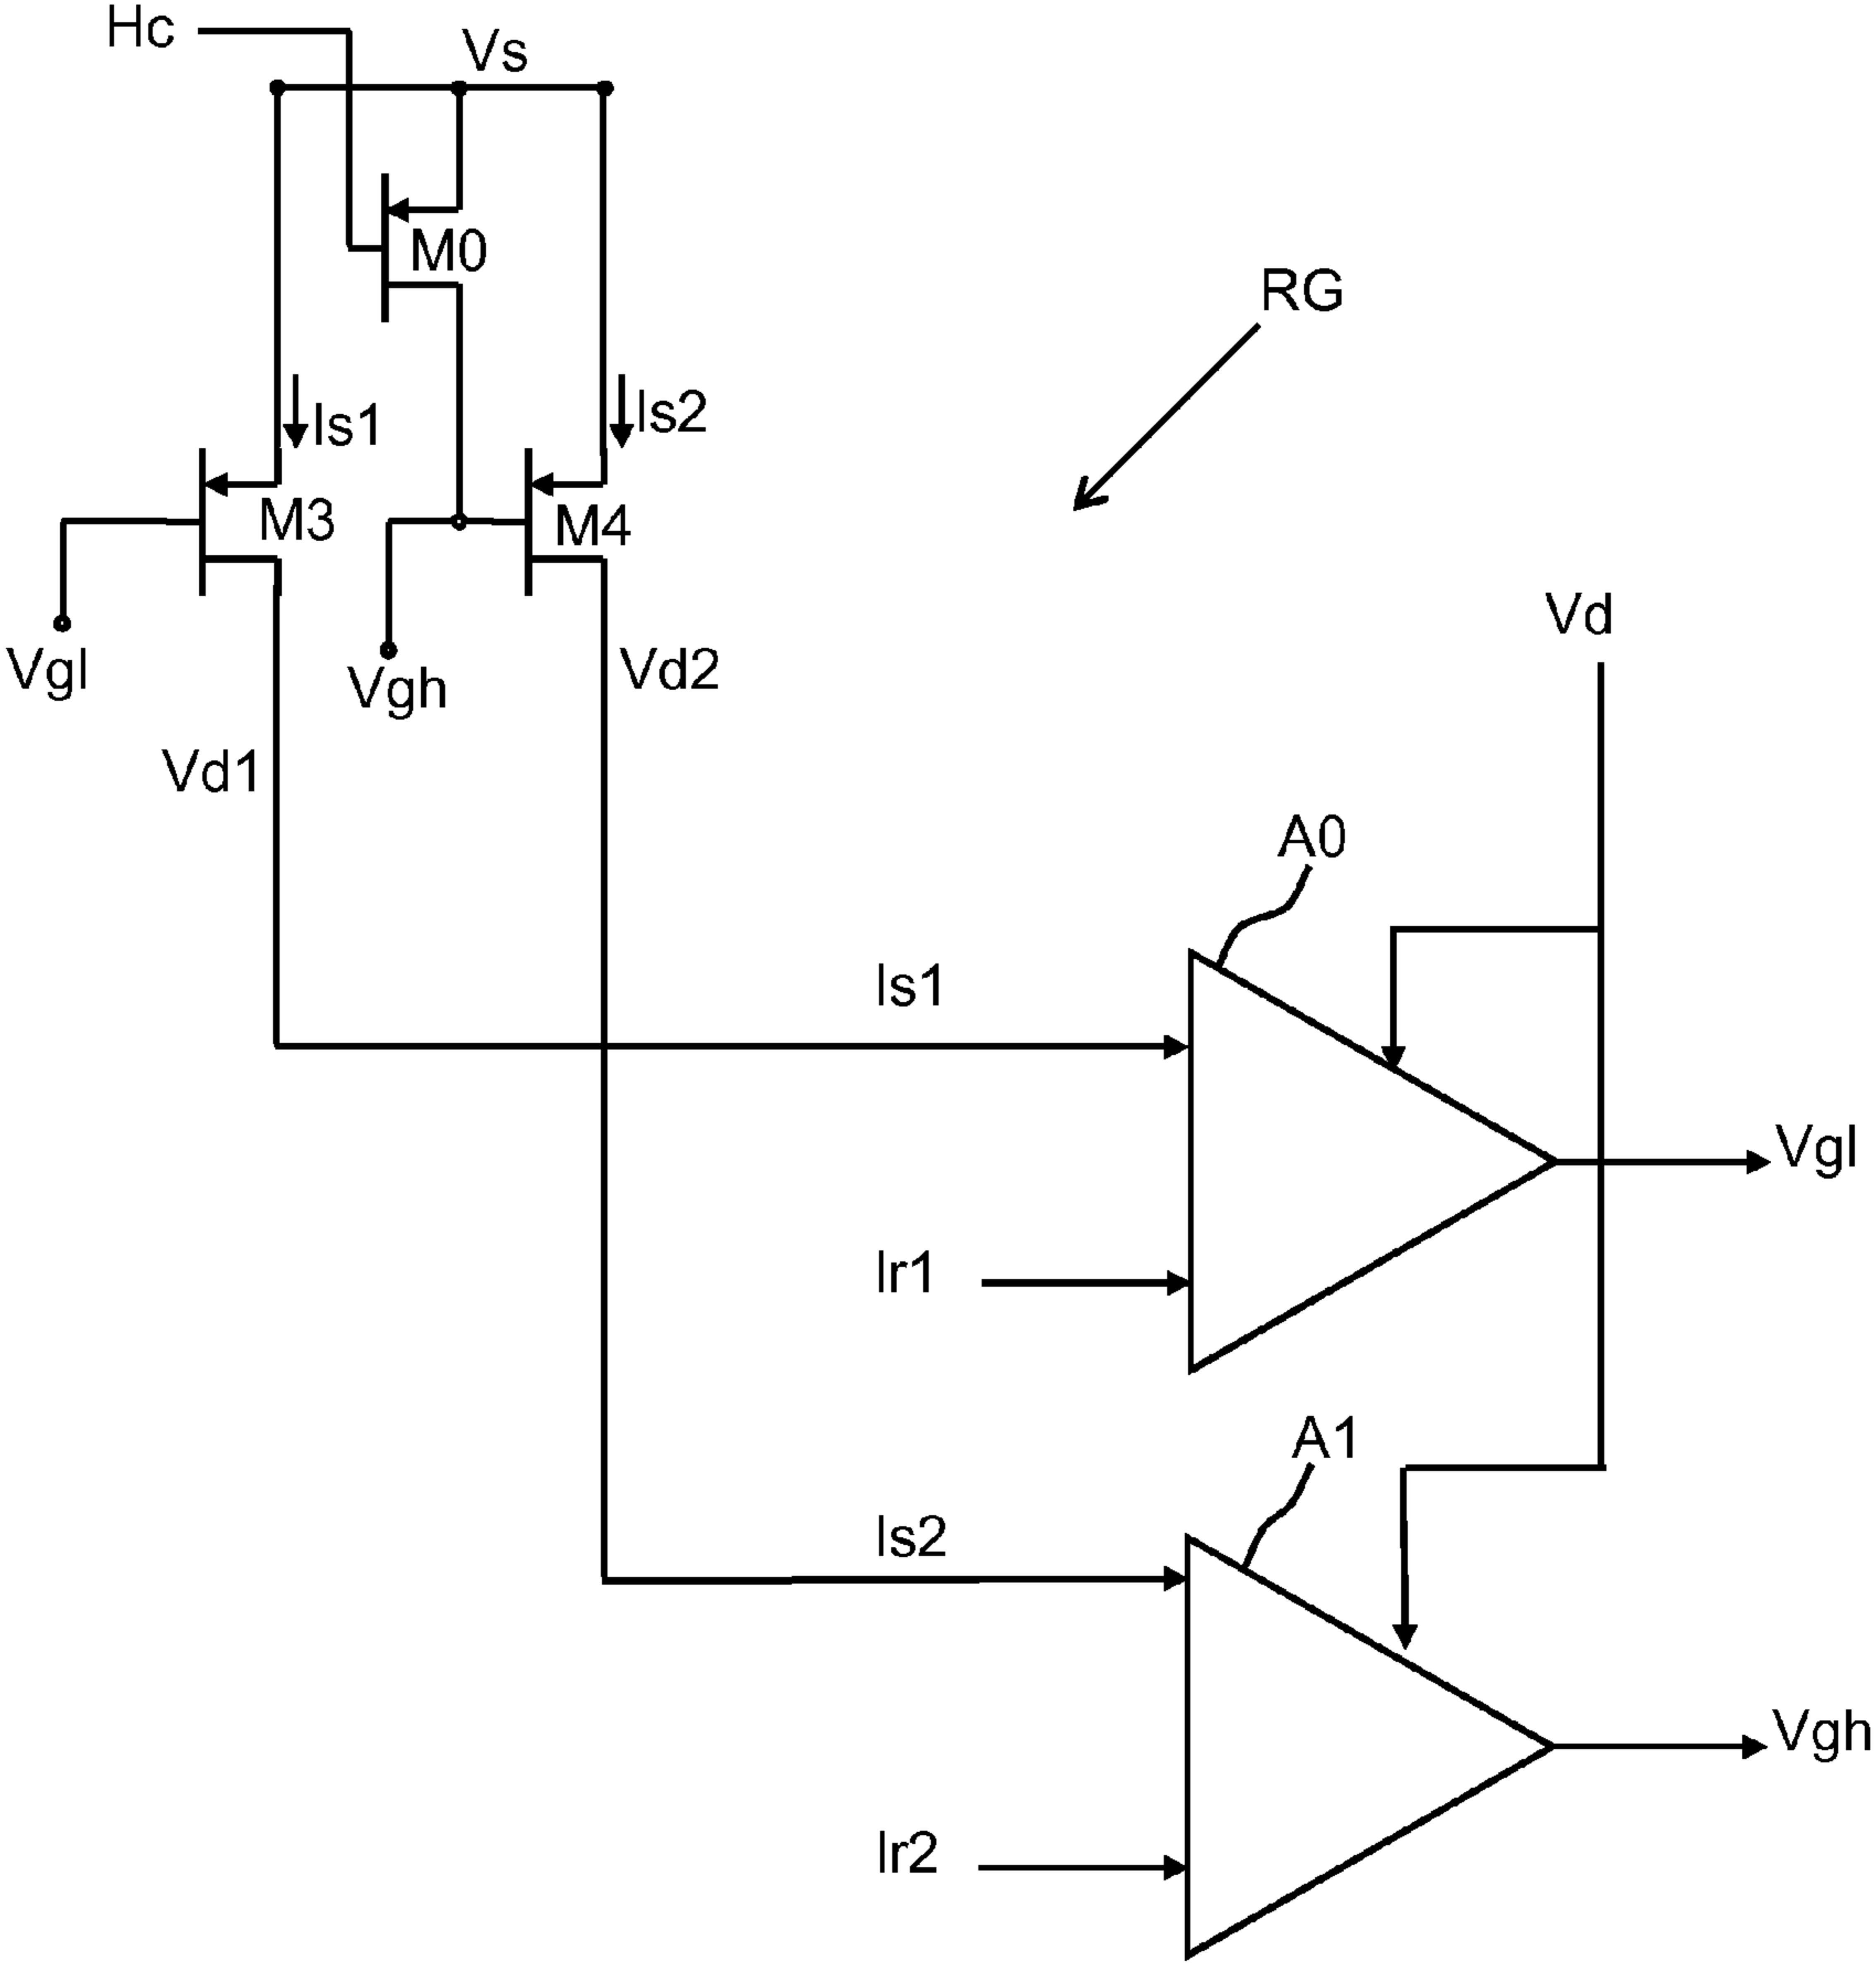 Hc
Vs
M0
RG
Is1
Is2
M3
M4
Vgl
Vgh
Vd2
Vd
Vd1
A0
Is1
Vgl
Ir1
A1
Is2
Vgh
Ir2